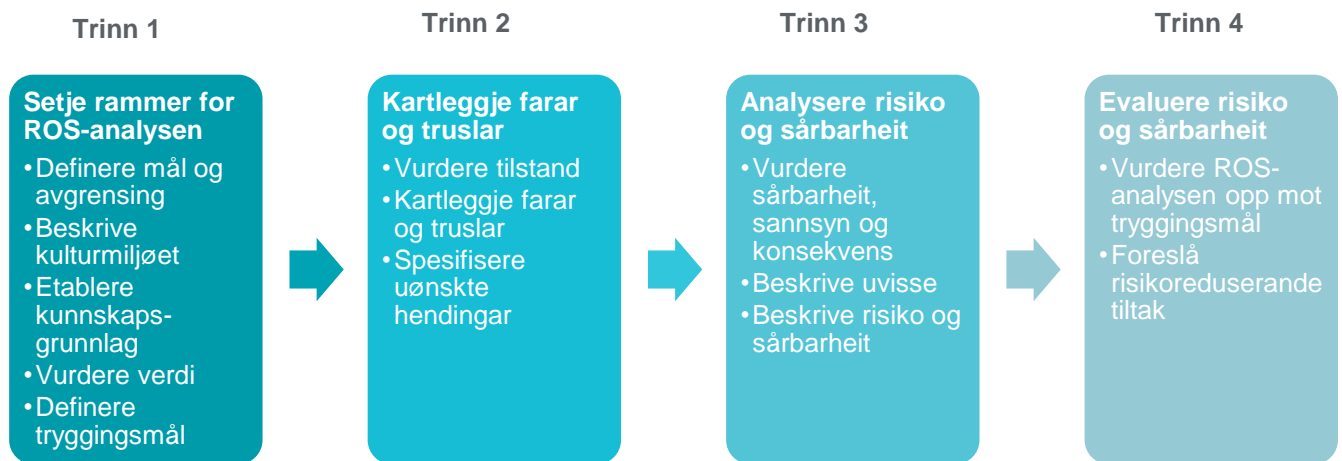 Trinn 1
Setje rammer for
ROS-analysen
•Definere mål og
avgrensing
•Beskrive
kulturmiljøet
•Etablere
kunnskaps-
grunnlag
•Vurdere verdi
•Definere
tryggingsmål
Trinn 2
Kartleggje farar
og truslar
•Vurdere tilstand
•Kartleggje farar
og truslar
•Spesifisere
uønskte
hendingar
Trinn 3
Analysere risiko
og sårbarheit
•Vurdere
sårbarheit,
sannsyn og
konsekvens
•Beskrive uvisse
•Beskrive risiko og
sårbarheit
Trinn 4
Evaluere risiko
og sårbarheit
•Vurdere ROS-
analysen opp mot
tryggingsmål
•Foreslå
risikoreduserande
tiltak